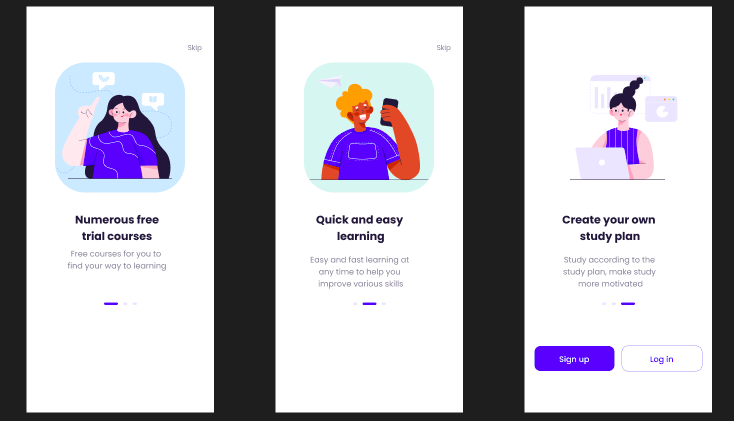 Skip
Numerous free
trial courses
Free courses for you to
find your way to learning
Skip
Quick and easy
learning
Easy and fast learning at
any time to help you
improve various skills
Create your own
study plan
Study according to the
study plan, make study
more motivated
Sign up
Log in